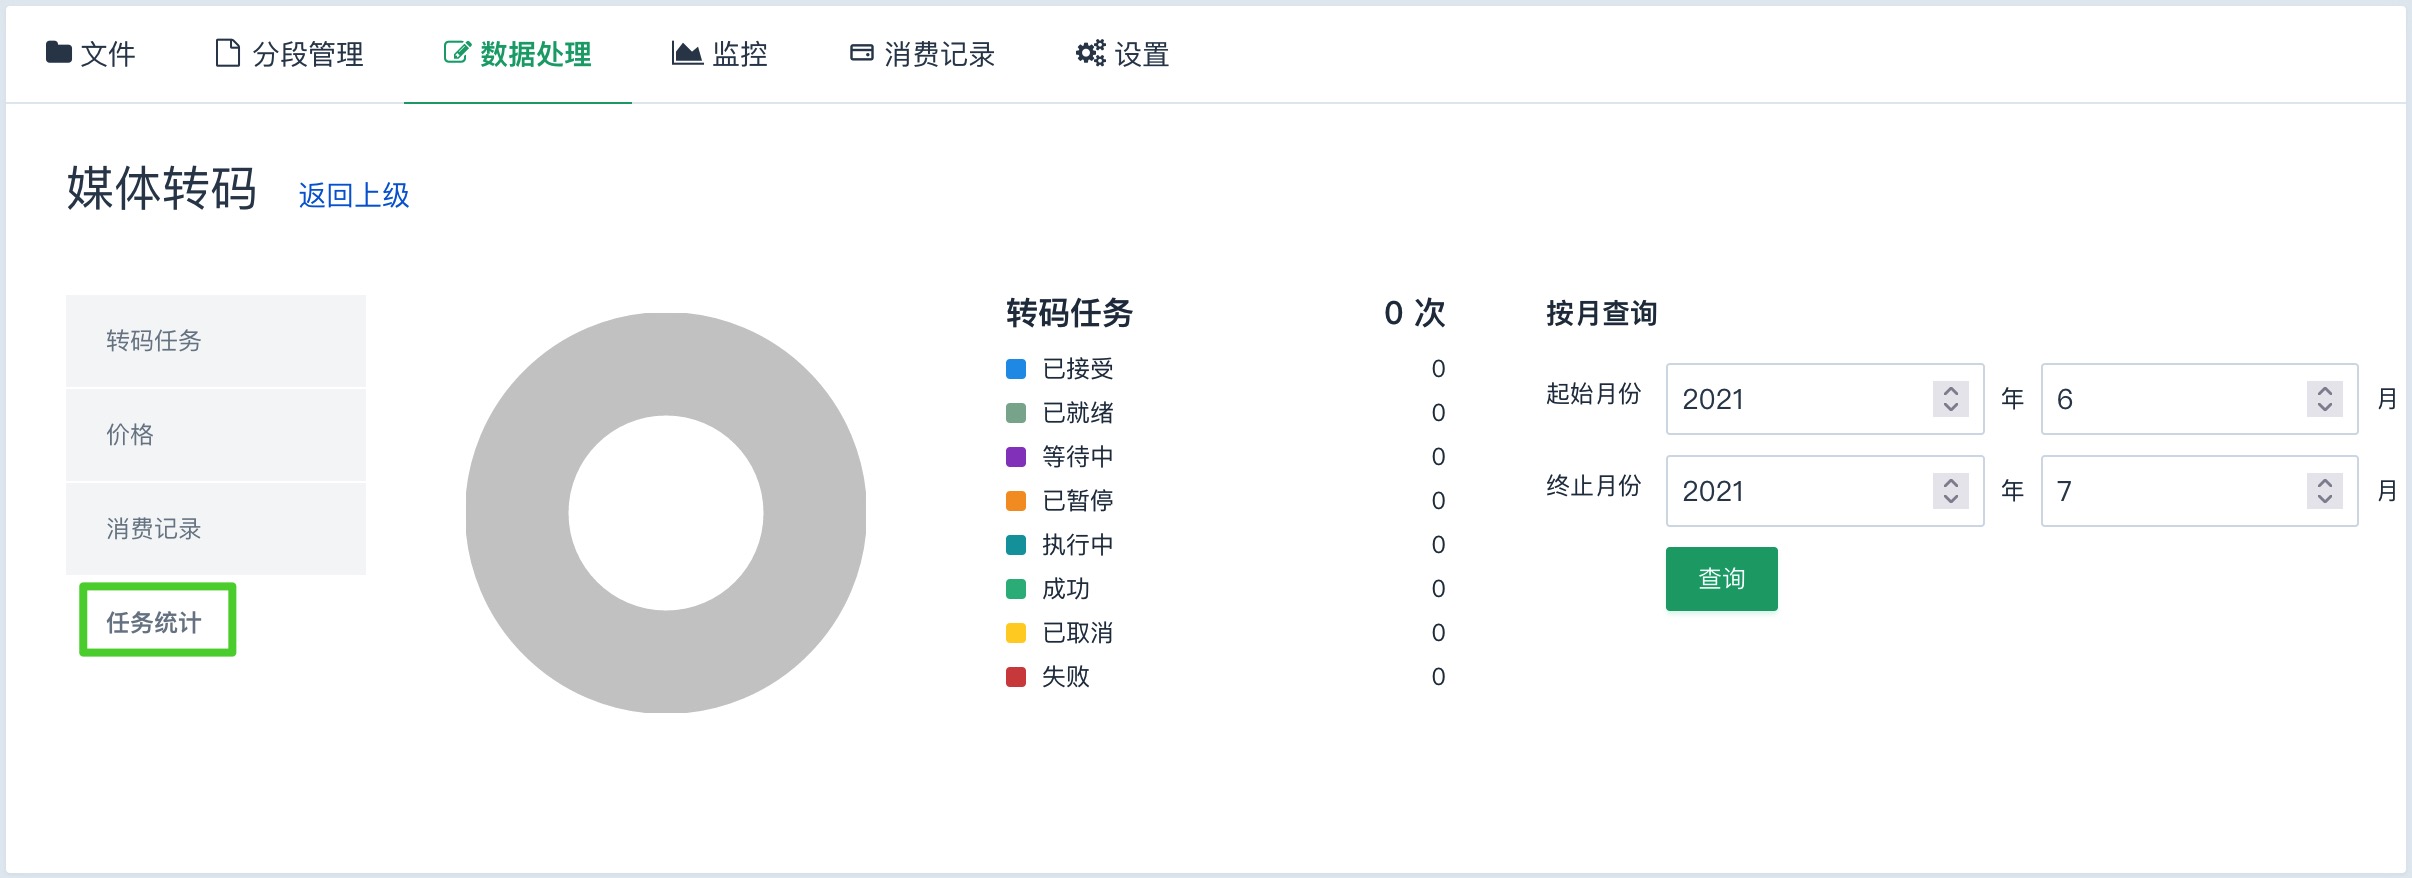 文件 分段管理 数据处理 监控 消费记录 设置
媒体转码 返回上级
转码任务
价格
消费记录
任务统计
转码任务 0 次
已接受 0
已就绪 0
等待中 0
已暂停 0
执行中 0
成功 0
已取消 0
失败 0
按月查询
起始月份 2021 年 6 月
终止月份 2021 年 7 月
查询